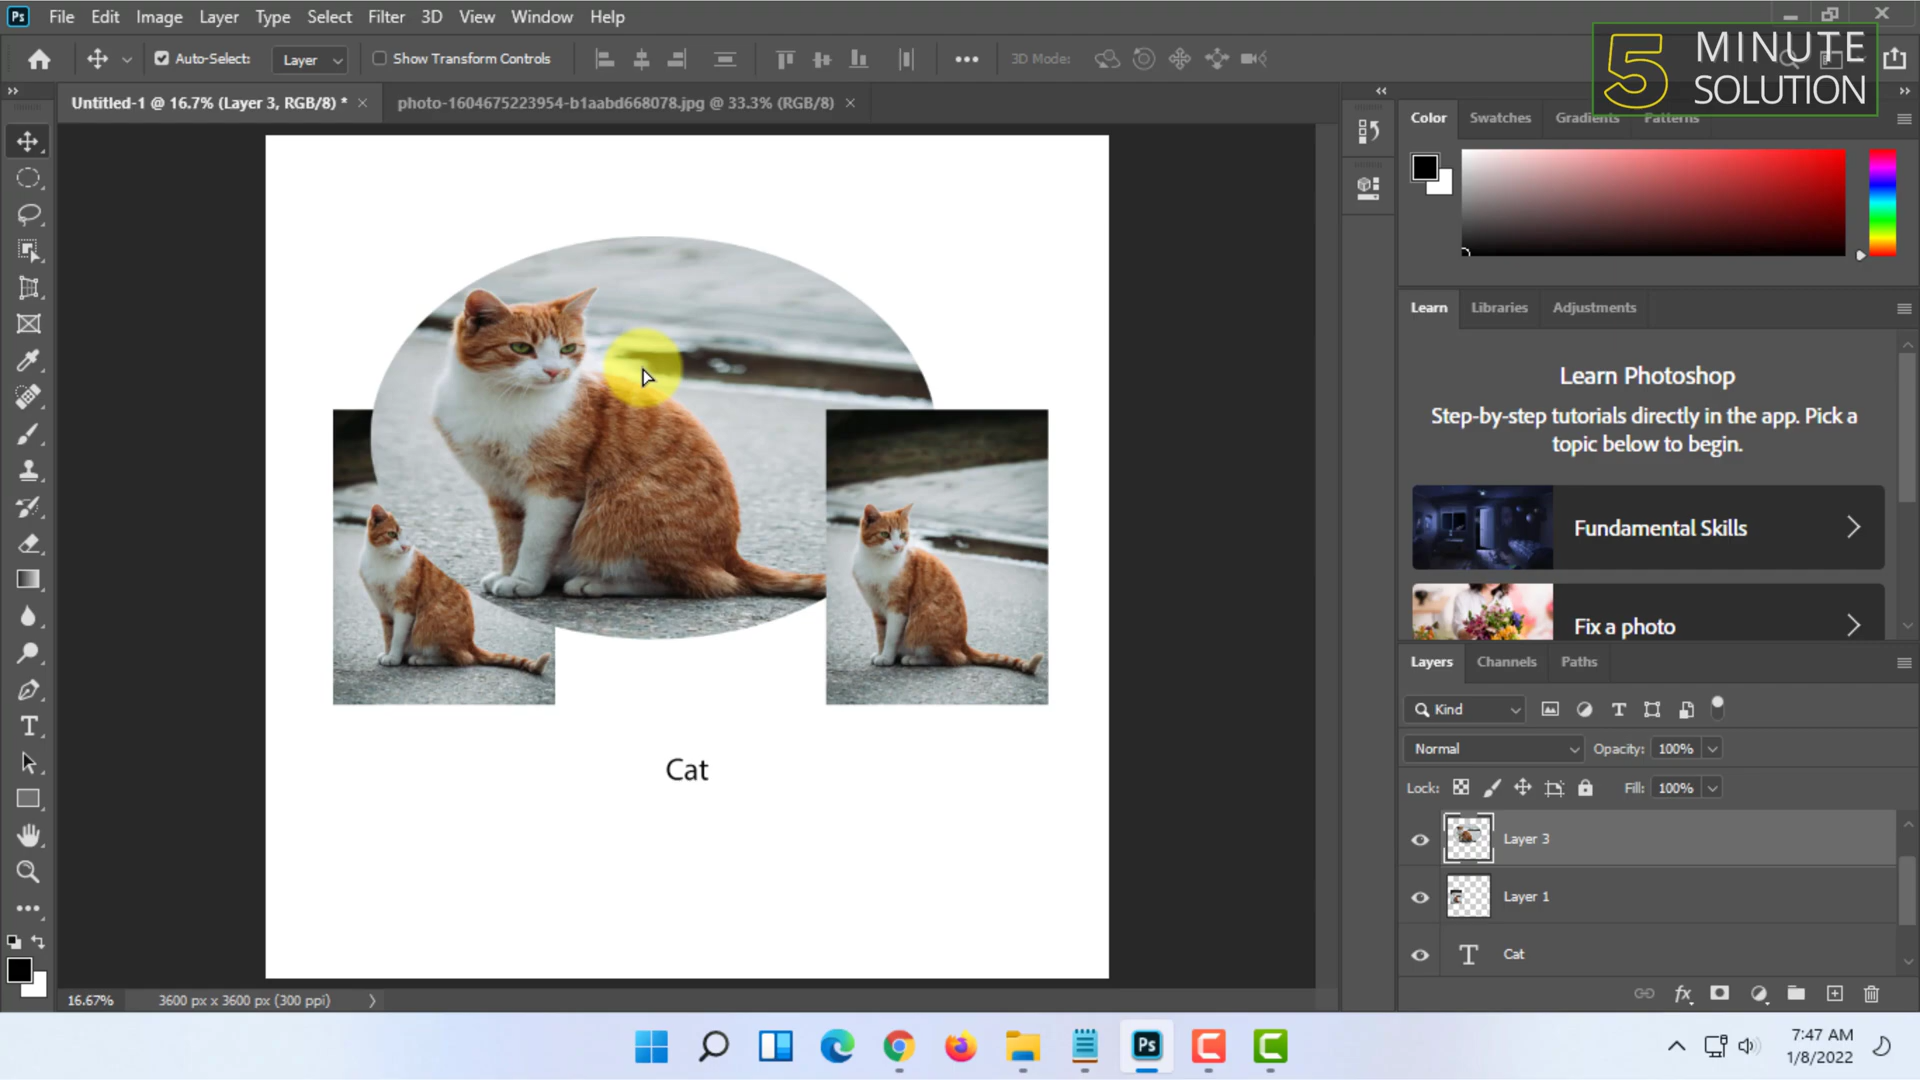 Ps File Edit Image Layer Type Select Filter 3D View Window Help
Auto-Select: Layer Show Transform Controls 3D Mode:
5 MINUTE SOLUTION
Untitled-1 @ 16.7% (Layer 3, RGB/8) * photo-1604675223954-b1aabd668078.jpg @ 33.3% (RGB/8)
Color Swatches Gradients Patterns
Learn Libraries Adjustments
Learn Photoshop
Step-by-step tutorials directly in the app. Pick a
topic below to begin.
Fundamental Skills
Fix a photo
Layers Channels Paths
Kind
Normal Opacity: 100%
Lock: Fill: 100%
Layer 3
Layer 1
T Cat
Cat
16.67% 3600 px x 3600 px (300 ppi)
Ps
7:47 AM
1/8/2022